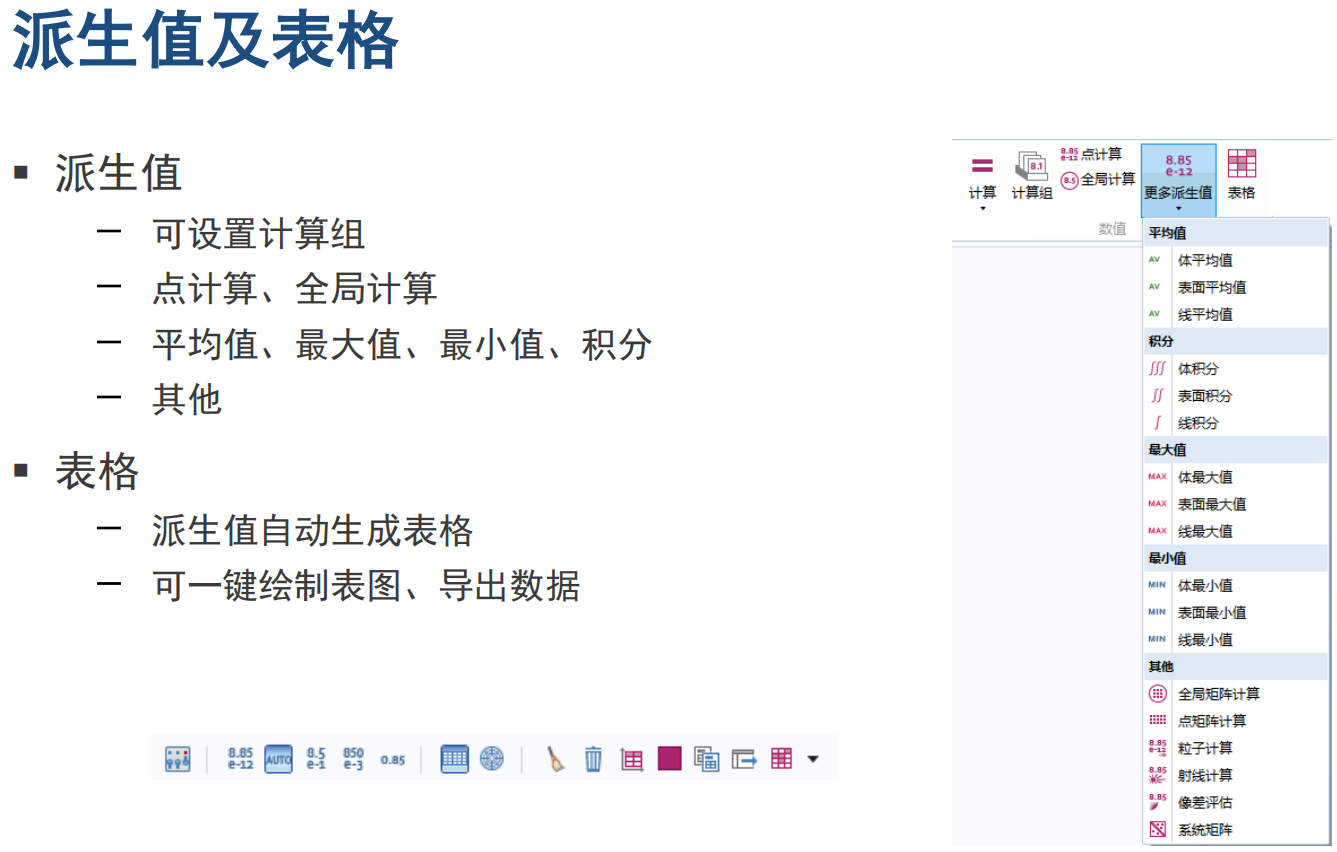 派生值及表格
派生值
可设置计算组
点计算、全局计算
平均值、最大值、最小值、积分
其他
表格
派生值自动生成表格
可一键绘制表图、导出数据
8.85
e-12
AUTO
8.5
e-1
850
e-3
0.85
计算
8.1
计算组
8.85
e-12
点计算
8.5
全局计算
8.85
e-12
更多派生值
表格
数值
平均值
AV 体平均值
AV 表面平均值
AV 线平均值
积分
∭ 体积分
∬ 表面积分
∫ 线积分
最大值
MAX 体最大值
MAX 表面最大值
MAX 线最大值
最小值
MIN 体最小值
MIN 表面最小值
MIN 线最小值
其他
全局矩阵计算
点矩阵计算
8.85
e-12
粒子计算
8.85
射线计算
8.85
像差评估
系统矩阵